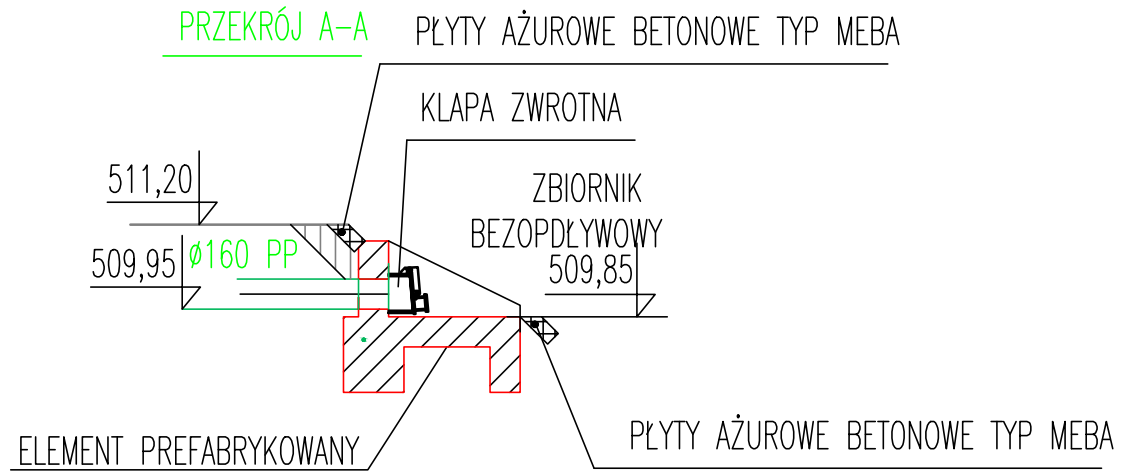 PRZEKRÓJ A-A
PŁYTY AŻUROWE BETONOWE TYP MEBA
KLAPA ZWROTNA
511,20
ZBIORNIK
BEZOPDŁYWOWY
509,95
ø160 PP
509,85
ELEMENT PREFABRYKOWANY
PŁYTY AŻUROWE BETONOWE TYP MEBA